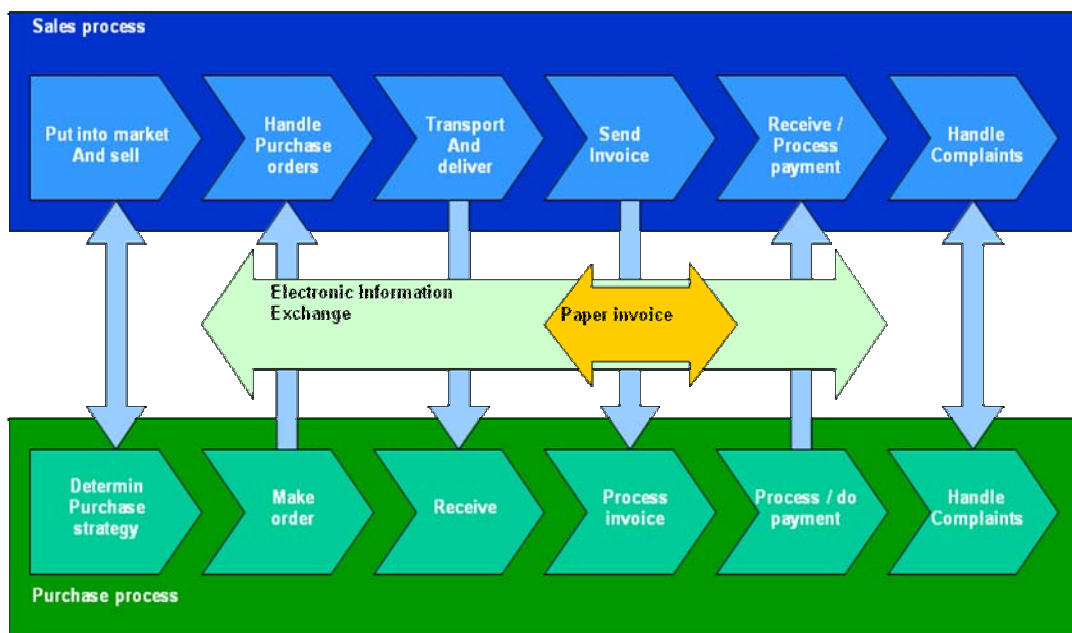 Sales process
Put into market
And sell
Handle
Purchase
orders
Transport
And
deliver
Send
Invoice
Receive /
Process
payment
Handle
Complaints
Electronic Information
Exchange
Paper invoice
Determin
Purchase
strategy
Make
order
Receive
Process
invoice
Process / do
payment
Handle
Complaints
Purchase process